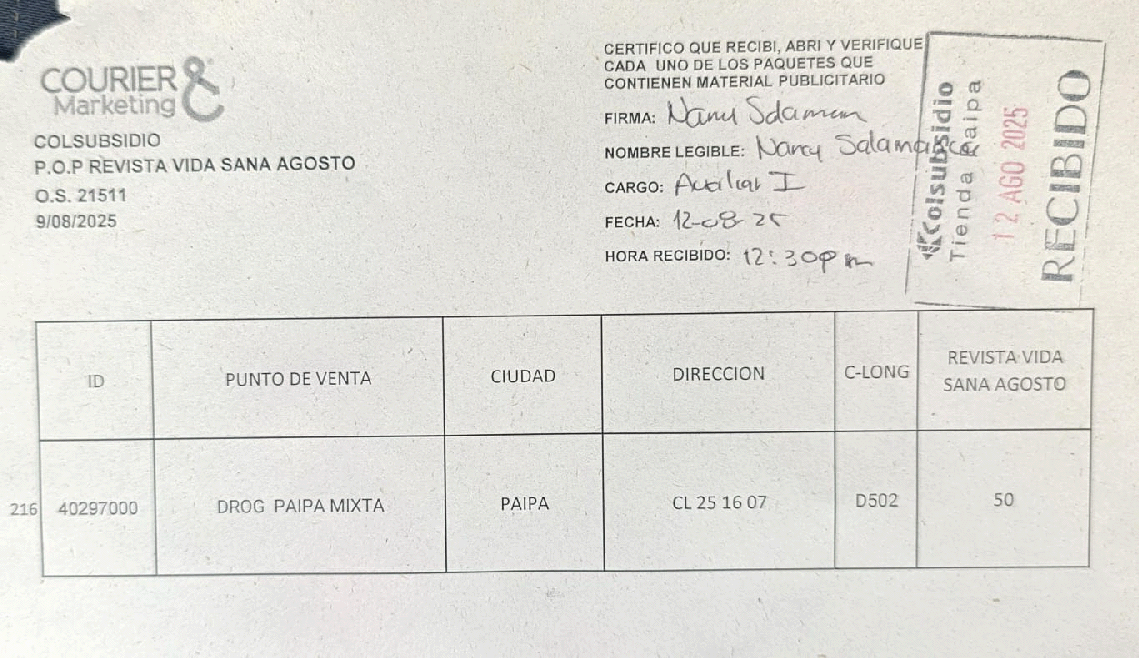 COURIER &
Marketing
COLSUBSIDIO
P.O.P REVISTA VIDA SANA AGOSTO
O.S. 21511
9/08/2025
CERTIFICO QUE RECIBI, ABRI Y VERIFIQUE
CADA UNO DE LOS PAQUETES QUE
CONTIENEN MATERIAL PUBLICITARIO
FIRMA:
NOMBRE LEGIBLE: Nancy Salamanca
CARGO: Auxiliar I
FECHA: 12-08-25
HORA RECIBIDO: 12:30pm
Colsubsidio
Tienda Paipa
12 AGO 2025
RECIBIDO
ID PUNTO DE VENTA CIUDAD DIRECCION C-LONG REVISTA VIDA
SANA AGOSTO
216 40297000 DROG PAIPA MIXTA PAIPA CL 25 16 07 D502 50